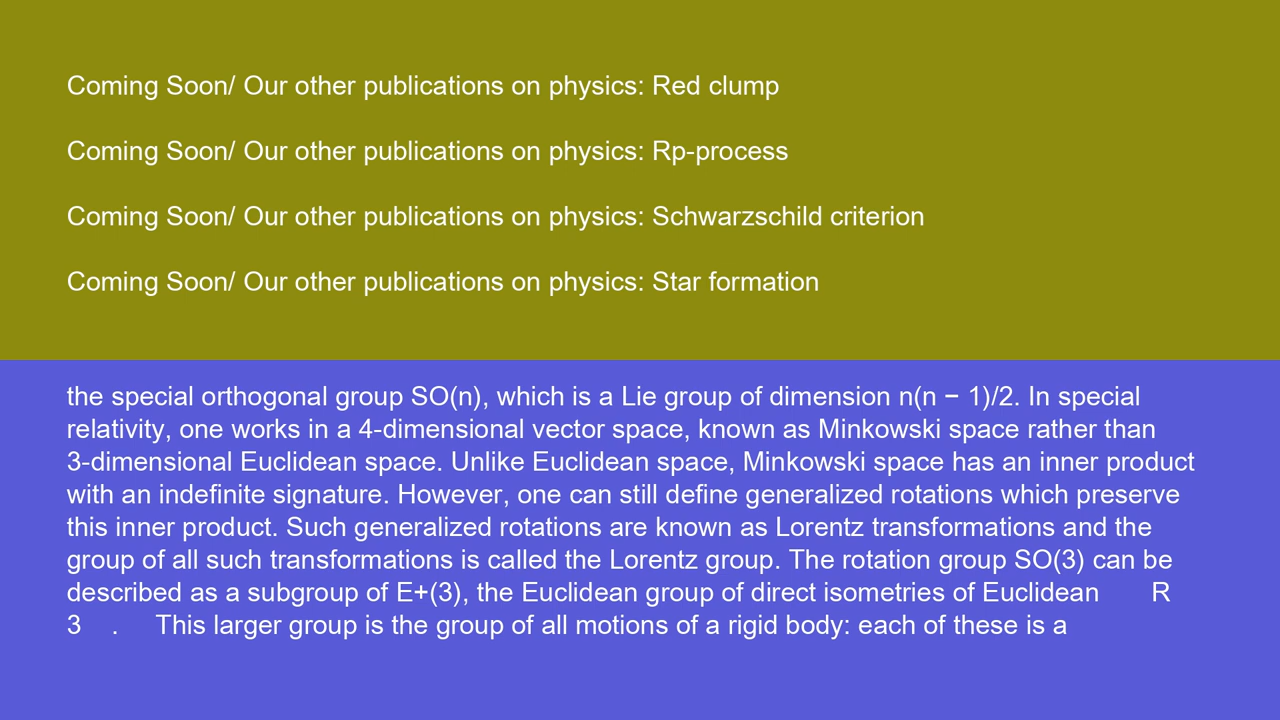 Coming Soon/ Our other publications on physics: Red clump
Coming Soon/ Our other publications on physics: Rp-process
Coming Soon/ Our other publications on physics: Schwarzschild criterion
Coming Soon/ Our other publications on physics: Star formation
the special orthogonal group SO(n), which is a Lie group of dimension n(n − 1)/2. In special
relativity, one works in a 4-dimensional vector space, known as Minkowski space rather than
3-dimensional Euclidean space. Unlike Euclidean space, Minkowski space has an inner product
with an indefinite signature. However, one can still define generalized rotations which preserve
this inner product. Such generalized rotations are known as Lorentz transformations and the
group of all such transformations is called the Lorentz group. The rotation group SO(3) can be
described as a subgroup of E+(3), the Euclidean group of direct isometries of Euclidean R
3 . This larger group is the group of all motions of a rigid body: each of these is a